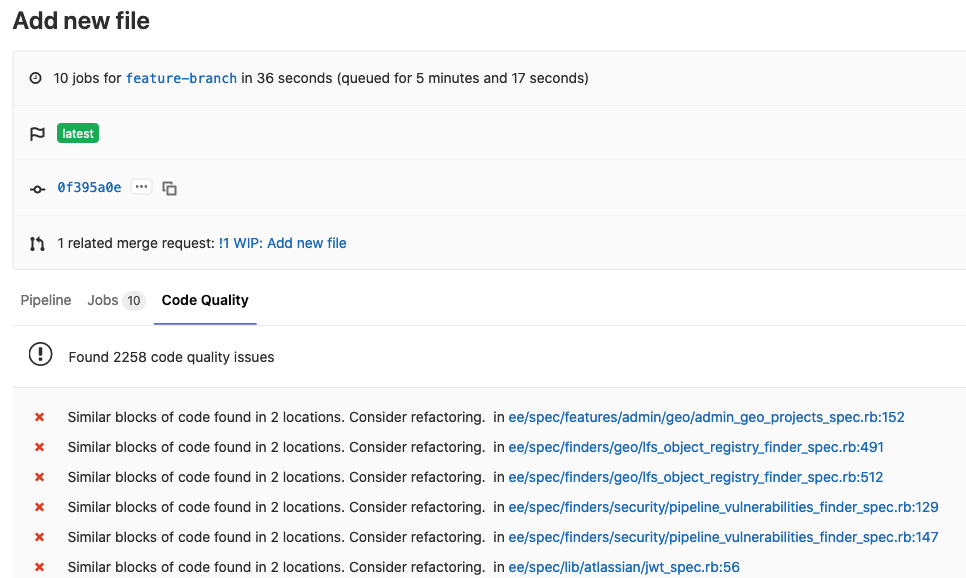 Add new file
10 jobs for feature-branch in 36 seconds (queued for 5 minutes and 17 seconds)
latest
0f395a0e ...
1 related merge request: !1 WIP: Add new file
Pipeline Jobs 10 Code Quality
Found 2258 code quality issues
Similar blocks of code found in 2 locations. Consider refactoring. in ee/spec/features/admin/geo/admin_geo_projects_spec.rb:152
Similar blocks of code found in 2 locations. Consider refactoring. in ee/spec/finders/geo/lfs_object_registry_finder_spec.rb:491
Similar blocks of code found in 2 locations. Consider refactoring. in ee/spec/finders/geo/lfs_object_registry_finder_spec.rb:512
Similar blocks of code found in 2 locations. Consider refactoring. in ee/spec/finders/security/pipeline_vulnerabilities_finder_spec.rb:129
Similar blocks of code found in 2 locations. Consider refactoring. in ee/spec/finders/security/pipeline_vulnerabilities_finder_spec.rb:147
Similar blocks of code found in 2 locations. Consider refactoring. in ee/spec/lib/atlassian/jwt_spec.rb:56